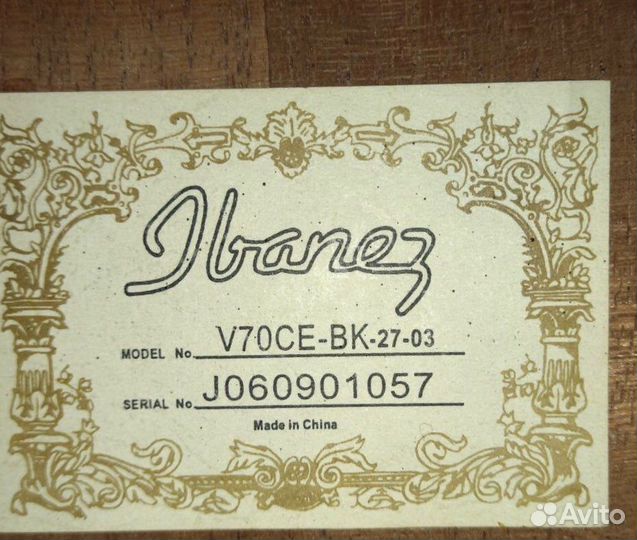 Ibanez
MODEL No. V70CE-BK-27-03
SERIAL No. J060901057
Made in China
Avito